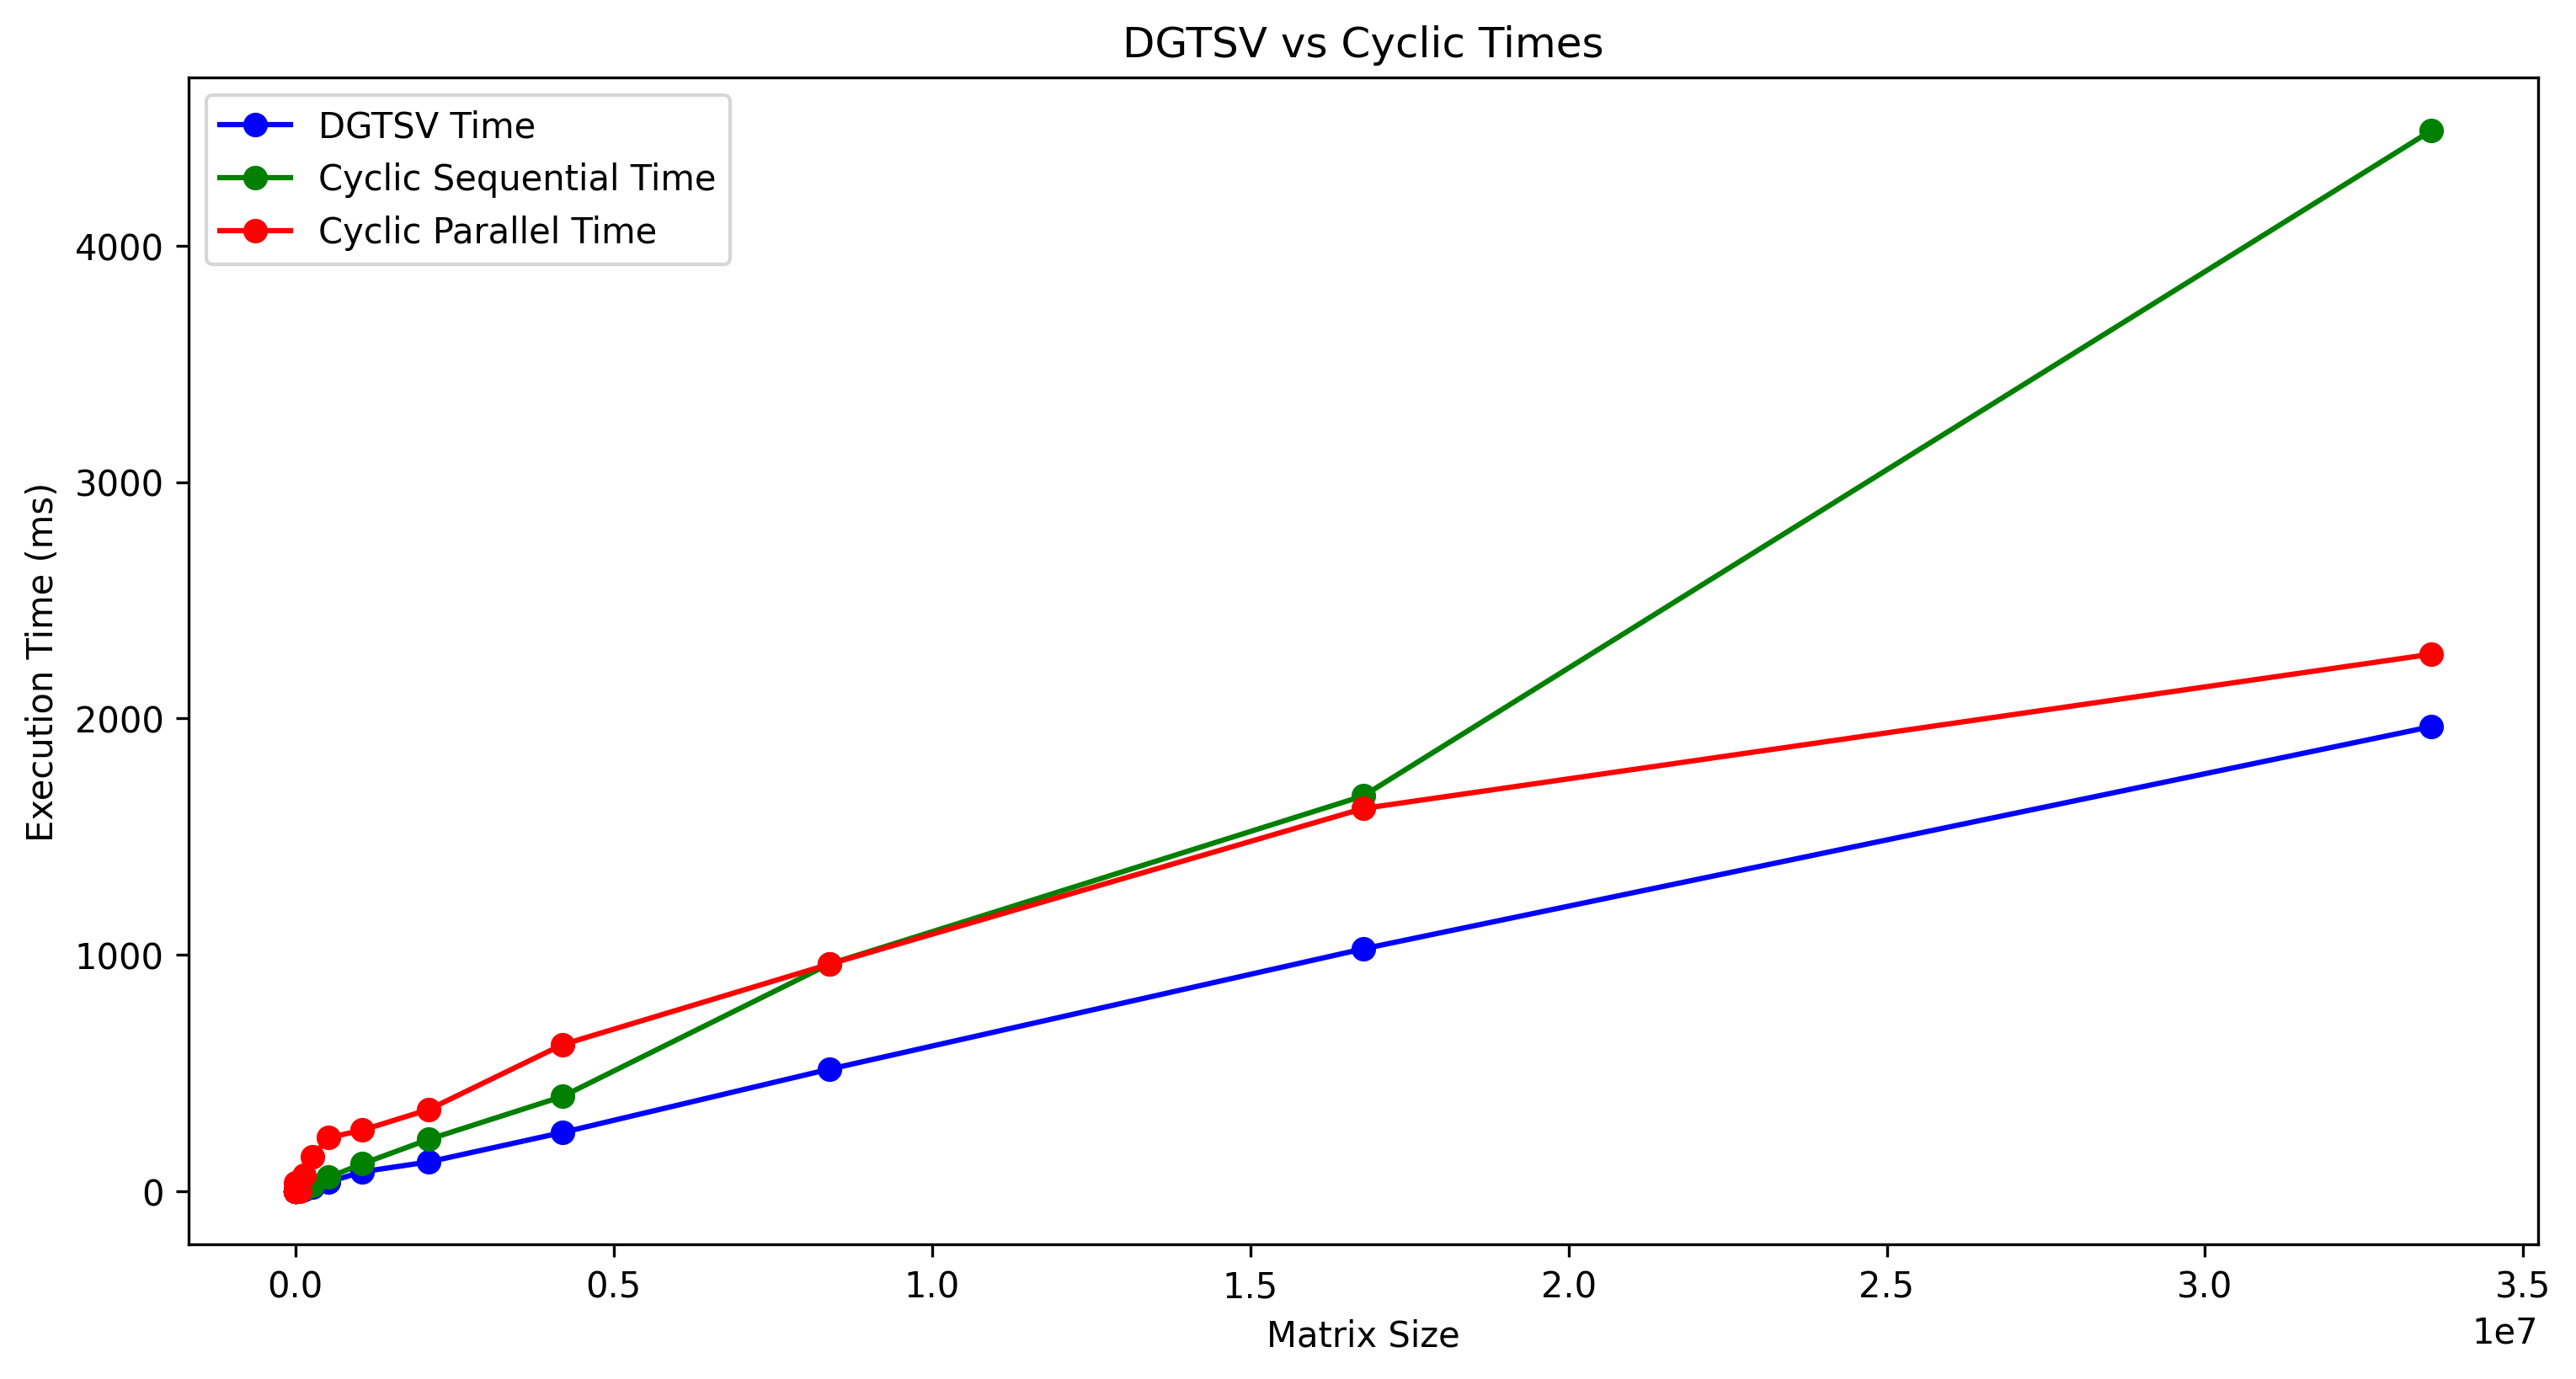 DGTSV vs Cyclic Times
DGTSV Time
Cyclic Sequential Time
Cyclic Parallel Time
Execution Time (ms)
4000
3000
2000
1000
0
0.0 0.5 1.0 1.5 2.0 2.5 3.0 3.5
1e7
Matrix Size